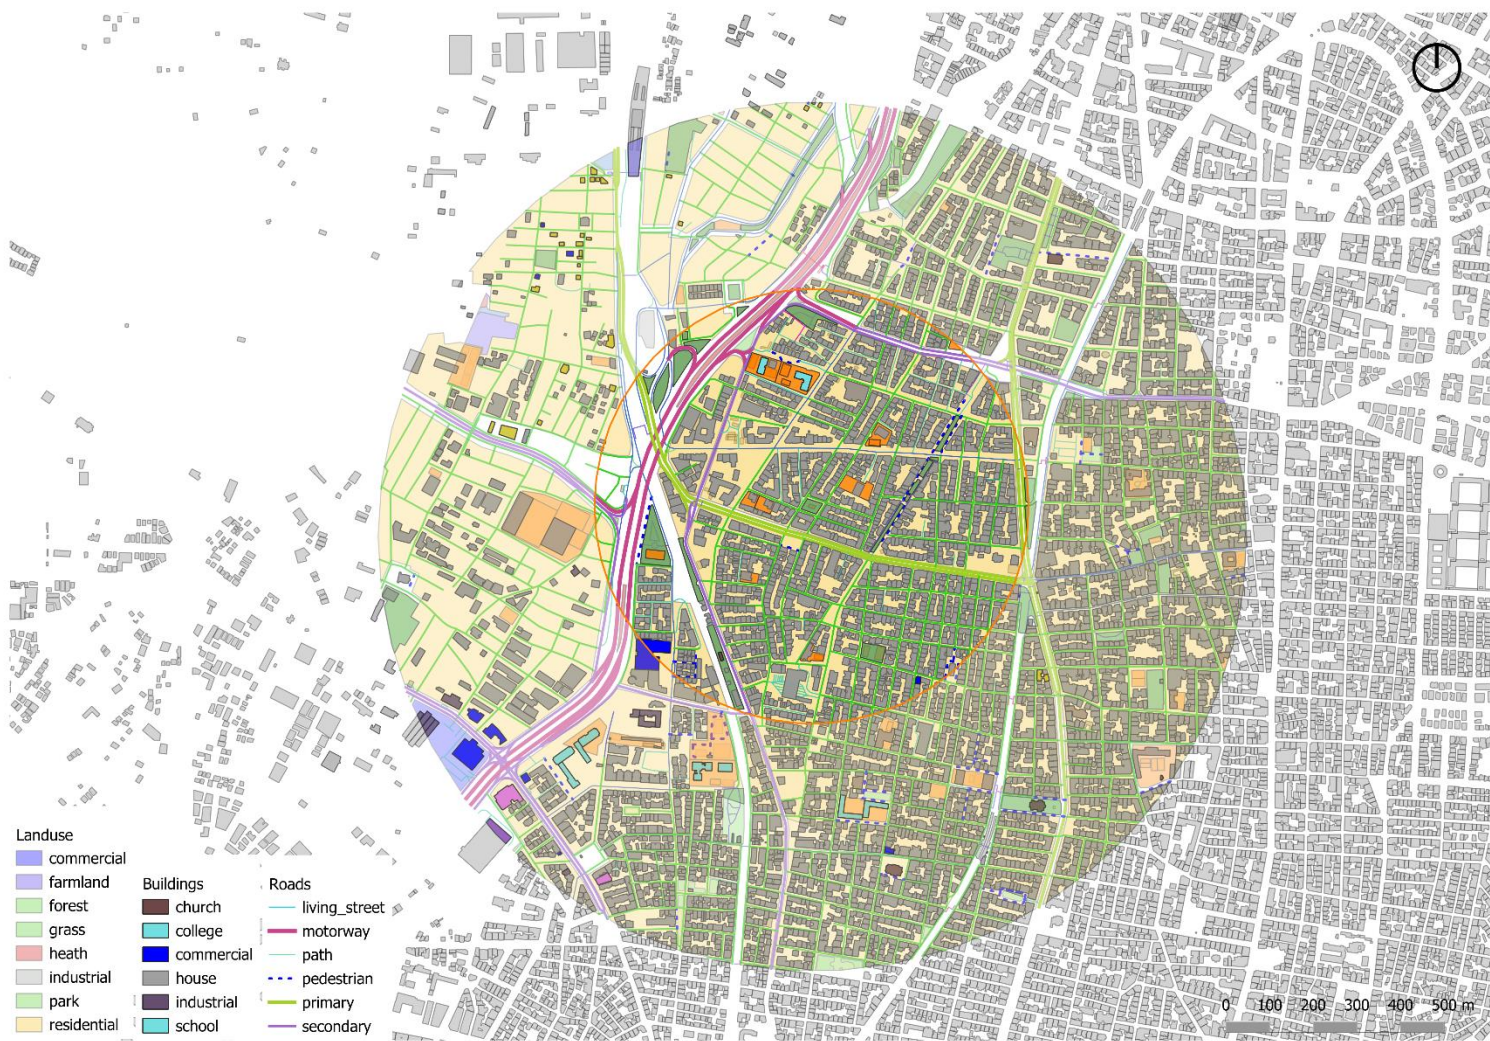 Landuse
commercial
farmland
forest
grass
heath
industrial
park
residential
Buildings
church
college
commercial
house
industrial
school
Roads
living_street
motorway
path
pedestrian
primary
secondary
0 100 200 300 400 500 m